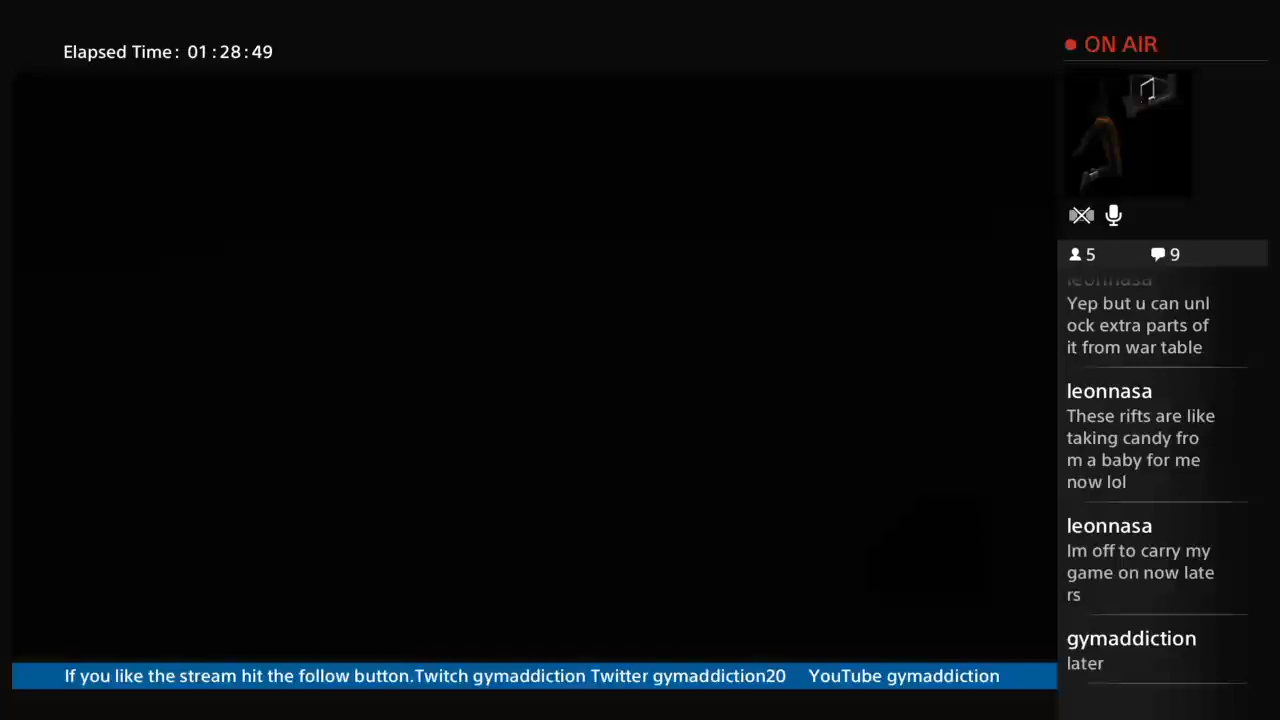 Elapsed Time: 01:28:49
ON AIR
5 9
leonnasa
Yep but u can unl
ock extra parts of
it from war table
leonnasa
These rifts are like
taking candy fro
m a baby for me
now lol
leonnasa
Im off to carry my
game on now late
rs
gymaddiction
later
If you like the stream hit the follow button.Twitch gymaddiction Twitter gymaddiction20 YouTube gymaddiction